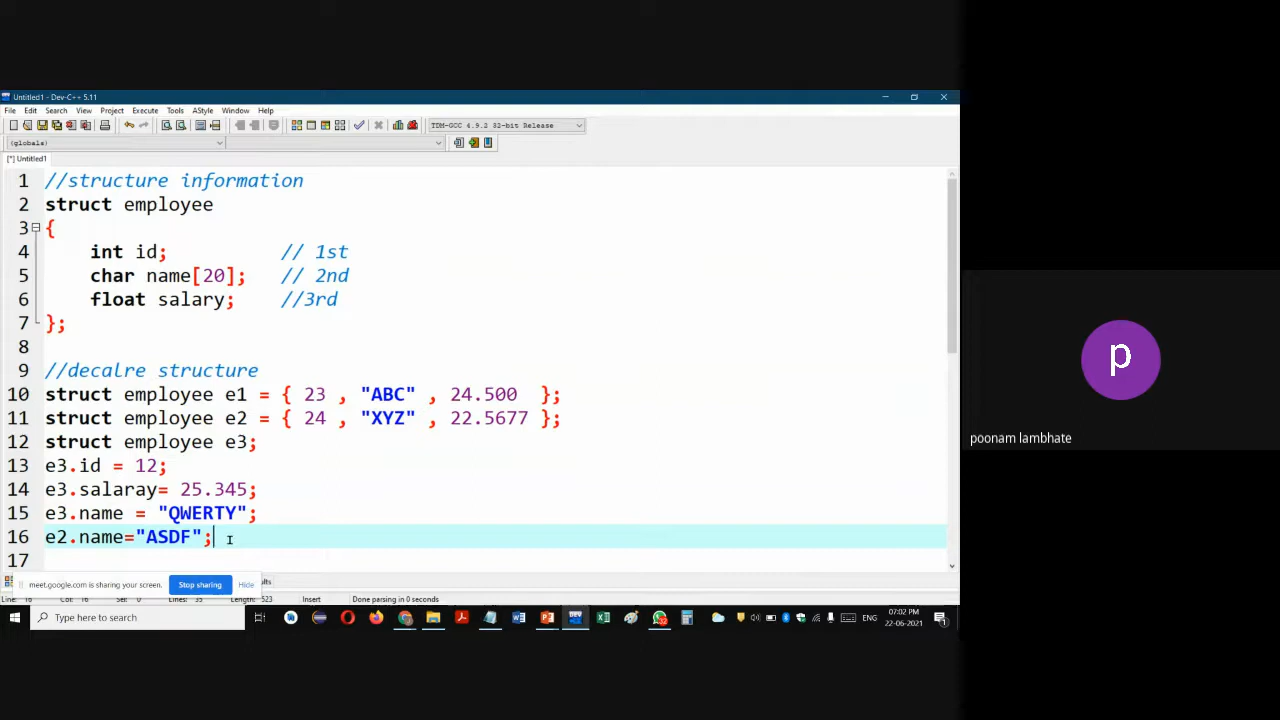 Untitled1 - Dev-C++ 5.11
File Edit Search View Project Execute Tools AStyle Window Help
TDM-GCC 4.9.2 32-bit Release
(globals)
[*] Untitled1
1 //structure information
2 struct employee
3 {
4 int id; // 1st
5 char name[20]; // 2nd
6 float salary; //3rd
7 };
8
9 //decalre structure
10 struct employee e1 = { 23 , "ABC" , 24.500 };
11 struct employee e2 = { 24 , "XYZ" , 22.5677 };
12 struct employee e3;
13 e3.id = 12;
14 e3.salaray= 25.345;
15 e3.name = "QWERTY";
16 e2.name="ASDF";
17
meet.google.com is sharing your screen. Stop sharing Hide
Insert Done parsing in 0 seconds
Type here to search
ENG
07:02 PM
22-06-2021
p
poonam lambhate